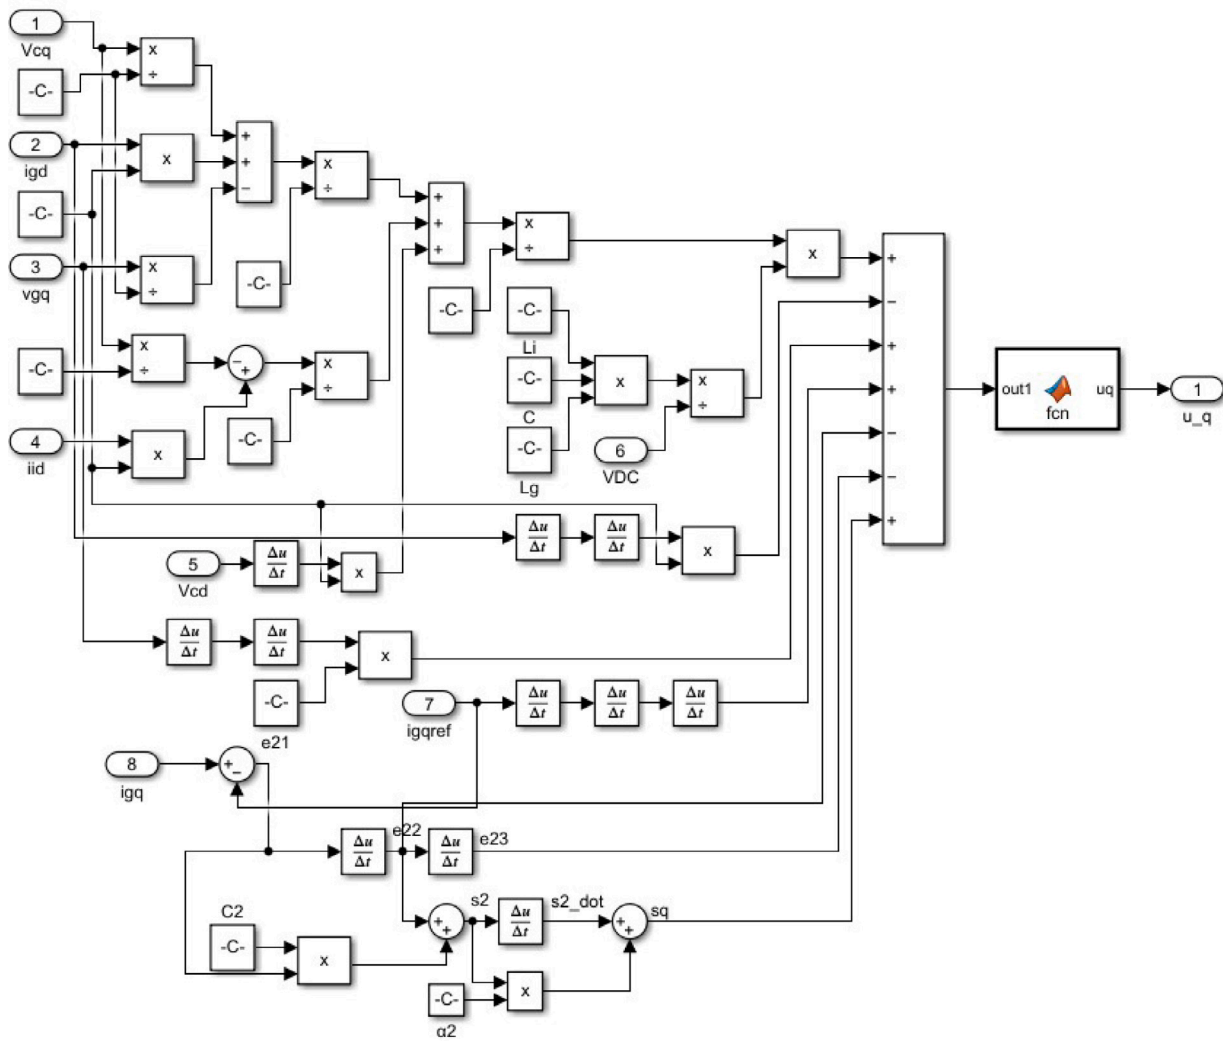 1
Vcq
-C-
x
÷
2
igd
x
-C-
+
+
−
x
÷
-C-
3
vgq
x
÷
+
+
+
x
÷
-C-
x
+
−
+
+
−
−
+
-C-
x
÷
−
+
x
÷
-C-
-C-
Li
-C-
C
-C-
Lg
x
x
÷
6
VDC
out1
fcn
uq
1
u_q
4
iid
x
5
Vcd
Δu
Δt
x
Δu
Δt
Δu
Δt
x
Δu
Δt
Δu
Δt
x
-C-
e21
7
igqref
Δu
Δt
Δu
Δt
Δu
Δt
8
igq
+
−
Δu
Δt
e22
Δu
Δt
e23
C2
-C-
x
+
+
s2
Δu
Δt
s2_dot
+
+
sq
-C-
α2
x